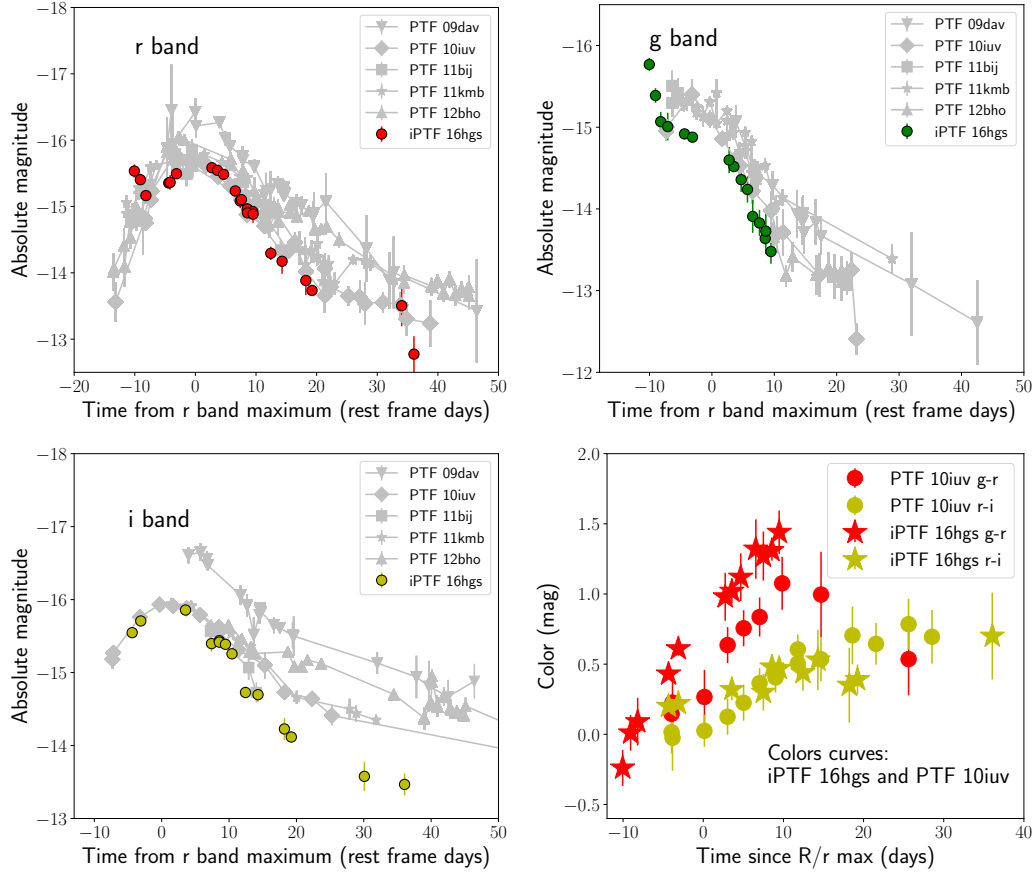 r band
PTF 09dav
PTF 10iuv
PTF 11bij
PTF 11kmb
PTF 12bho
iPTF 16hgs
Absolute magnitude
−18
−17
−16
−15
−14
−13
−20
−10
0
10
20
30
40
50
Time from r band maximum (rest frame days)
g band
PTF 09dav
PTF 10iuv
PTF 11bij
PTF 11kmb
PTF 12bho
iPTF 16hgs
Absolute magnitude
−16
−15
−14
−13
−12
−20
−10
0
10
20
30
40
50
Time from r band maximum (rest frame days)
i band
PTF 09dav
PTF 10iuv
PTF 11bij
PTF 11kmb
PTF 12bho
iPTF 16hgs
Absolute magnitude
−18
−17
−16
−15
−14
−13
−10
0
10
20
30
40
50
Time from r band maximum (rest frame days)
PTF 10iuv g-r
PTF 10iuv r-i
iPTF 16hgs g-r
iPTF 16hgs r-i
Color (mag)
2.0
1.5
1.0
0.5
0.0
−0.5
Colors curves:
iPTF 16hgs and PTF 10iuv
−10
0
10
20
30
40
Time since R/r max (days)